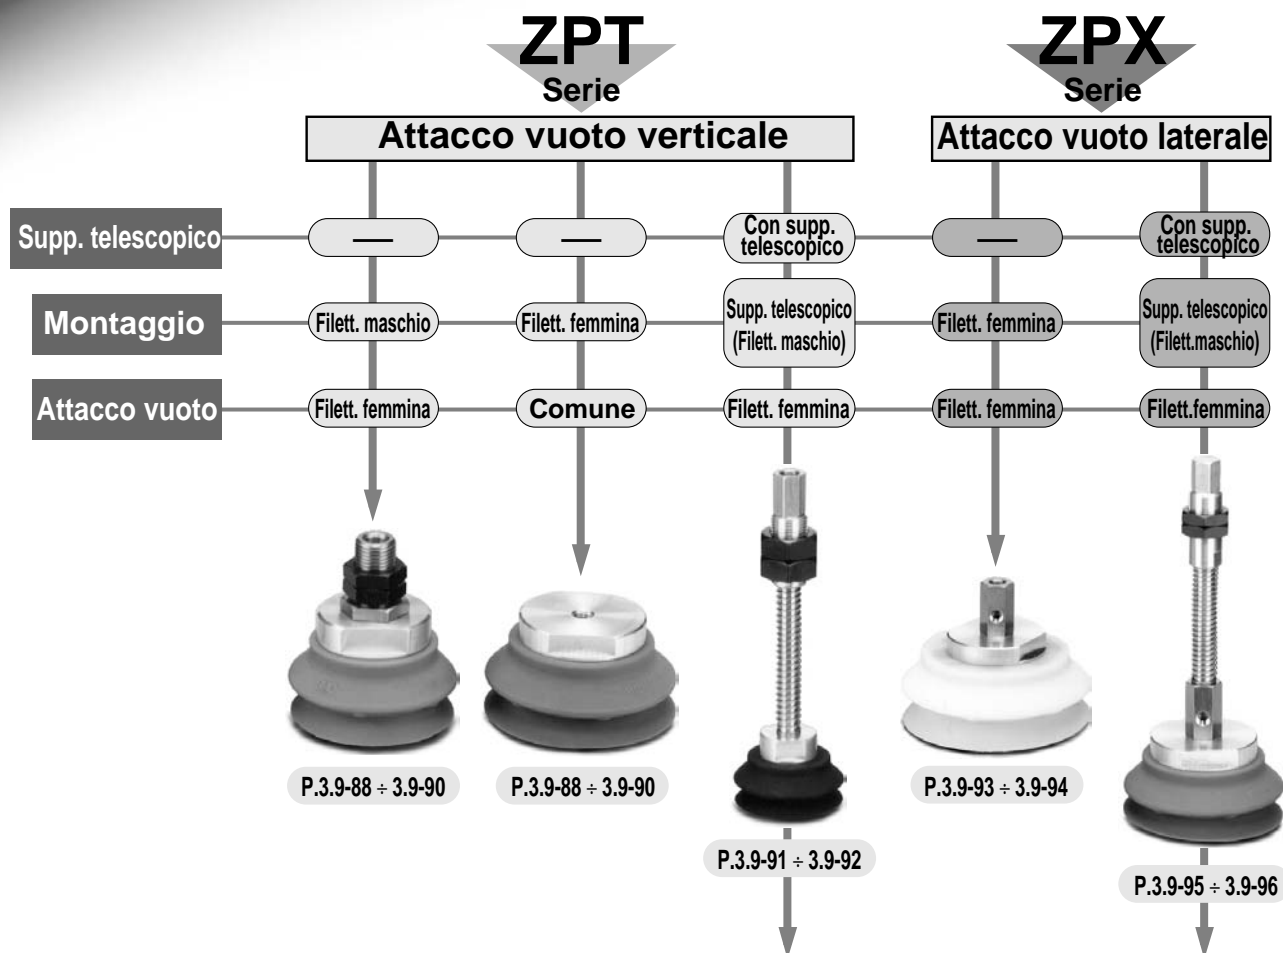 ZPT
Serie
ZPX
Serie
Attacco vuoto verticale
Attacco vuoto laterale
Supp. telescopico
—
—
Con supp.
telescopico
—
Con supp.
telescopico
Montaggio
Filett. maschio
Filett. femmina
Supp. telescopico
(Filett. maschio)
Filett. femmina
Supp. telescopico
(Filett.maschio)
Attacco vuoto
Filett. femmina
Comune
Filett. femmina
Filett. femmina
Filett.femmina
P.3.9-88 ÷ 3.9-90
P.3.9-88 ÷ 3.9-90
P.3.9-91 ÷ 3.9-92
P.3.9-93 ÷ 3.9-94
P.3.9-95 ÷ 3.9-96